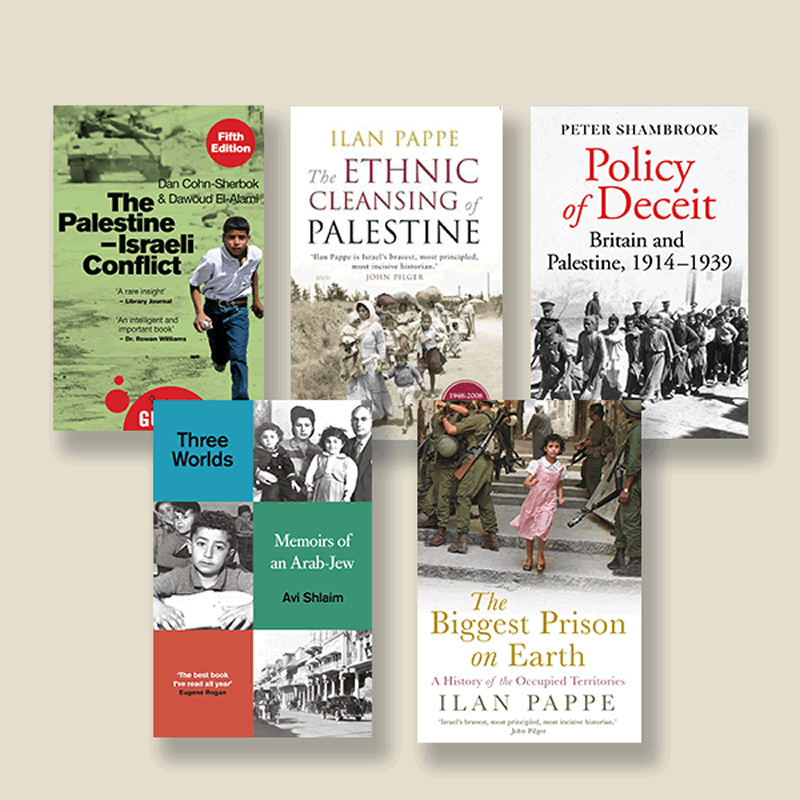 Fifth
Edition
Dan Cohn-Sherbok
& Dawoud El-Alami
The
Palestine
–Israeli
Conflict
'A rare insight'
– Library Journal
'An intelligent and
important book'
– Dr. Rowan Williams
ILAN PAPPE
The ETHNIC
CLEANSING of
PALESTINE
'Ilan Pappe is Israel's bravest, most principled,
most incisive historian.'
JOHN PILGER
1948-2008
PETER SHAMBROOK
Policy
of Deceit
Britain and
Palestine, 1914–1939
Three
Worlds
Memoirs of
an Arab-Jew
Avi Shlaim
'The best book
I've read all year'
Eugene Rogan
The
Biggest Prison
on Earth
A History of the Occupied Territories
ILAN PAPPE
'Israel's bravest, most principled, most incisive historian.'
John Pilger